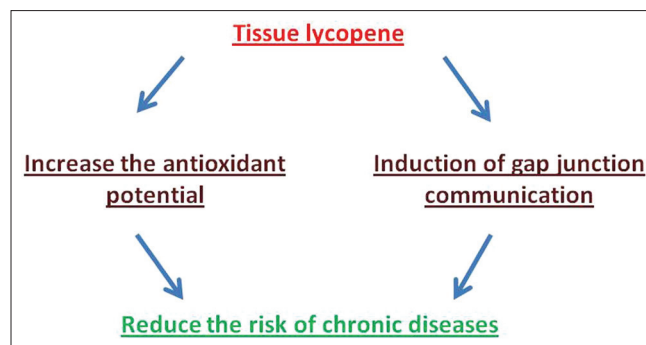 Tissue lycopene
Increase the antioxidant
potential
Induction of gap junction
communication
Reduce the risk of chronic diseases